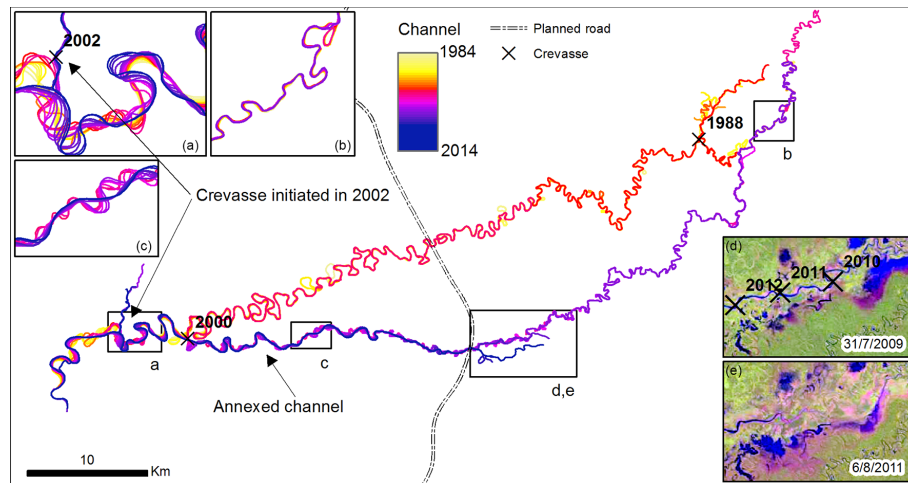 2002
(a)
(b)
Channel
1984
2014
Planned road
Crevasse
1988
b
Crevasse initiated in 2002
(c)
(d)
2010
2011
2012
31/7/2009
2000
a
c
d,e
Annexed channel
(e)
6/8/2011
10
Km